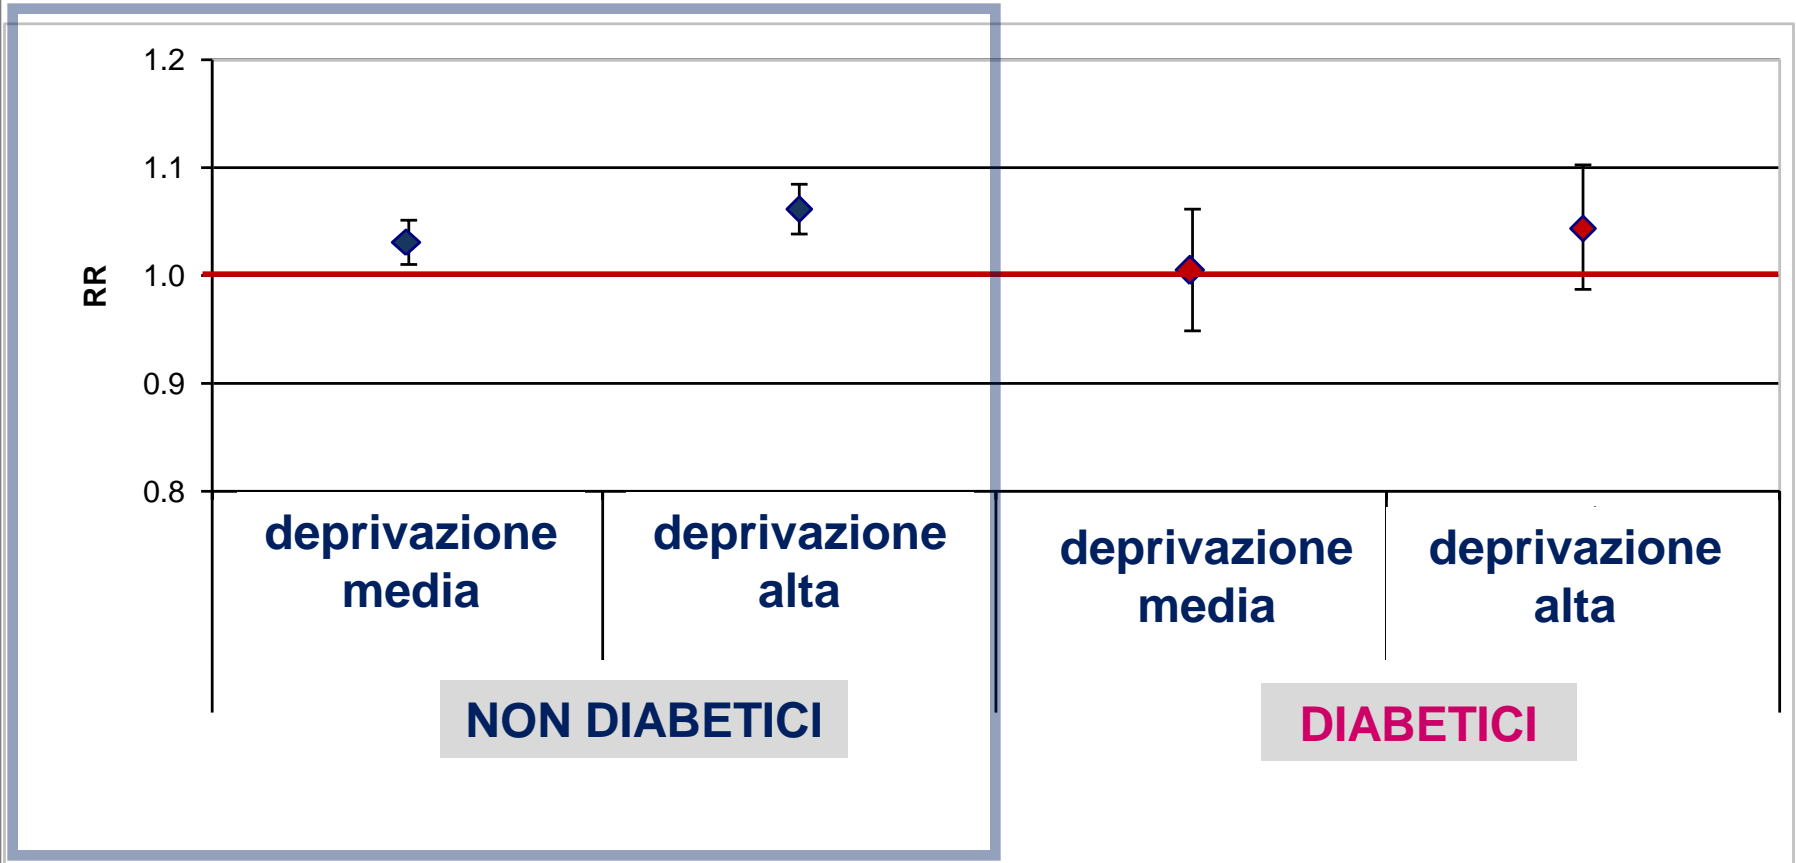 1.2
1.1
1.0
0.9
0.8
RR
deprivazione
media
deprivazione
alta
deprivazione
media
deprivazione
alta
NON DIABETICI
DIABETICI